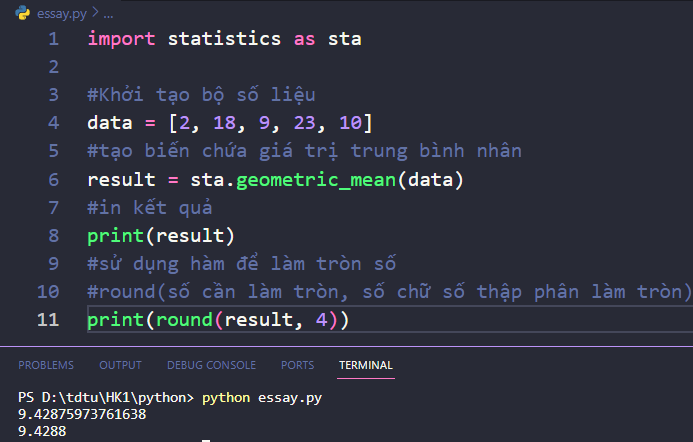 essay.py > ...
1 import statistics as sta
2
3 #Khởi tạo bộ số liệu
4 data = [2, 18, 9, 23, 10]
5 #tạo biến chứa giá trị trung bình nhân
6 result = sta.geometric_mean(data)
7 #in kết quả
8 print(result)
9 #sử dụng hàm để làm tròn số
10 #round(số cần làm tròn, số chữ số thập phân làm tròn)
11 print(round(result, 4))
PROBLEMS OUTPUT DEBUG CONSOLE PORTS TERMINAL
PS D:\tdtu\HK1\python> python essay.py
9.42875973761638
9.4288